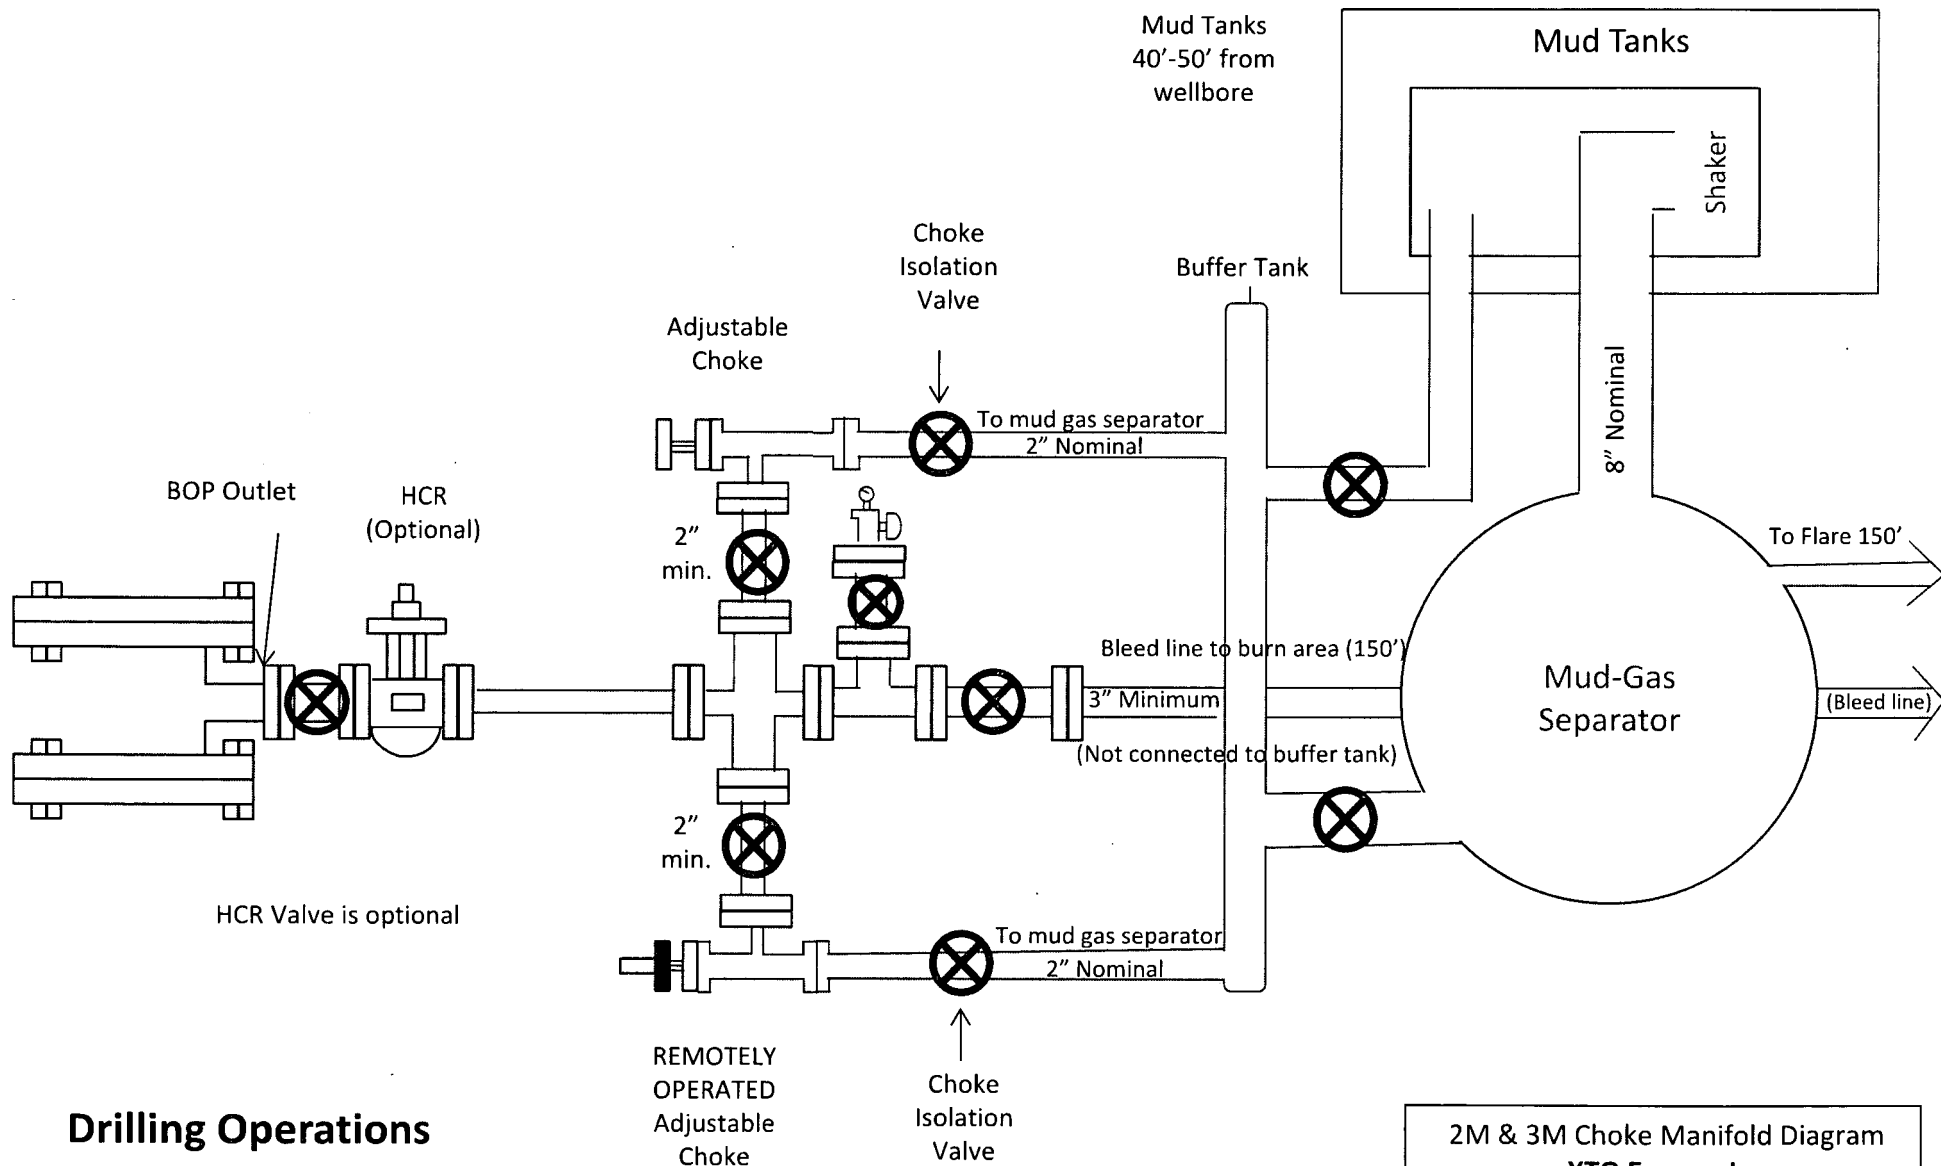 Mud Tanks
40'-50' from
wellbore
Mud Tanks
Shaker
Choke
Isolation
Valve
Buffer Tank
Adjustable
Choke
8" Nominal
To mud gas separator
2" Nominal
BOP Outlet
HCR
(Optional)
2"
min.
To Flare 150'
Bleed line to burn area (150')
3" Minimum
(Not connected to buffer tank)
Mud-Gas
Separator
(Bleed line)
2"
min.
HCR Valve is optional
To mud gas separator
2" Nominal
REMOTELY
OPERATED
Adjustable
Choke
Choke
Isolation
Valve
Drilling Operations
2M & 3M Choke Manifold Diagram